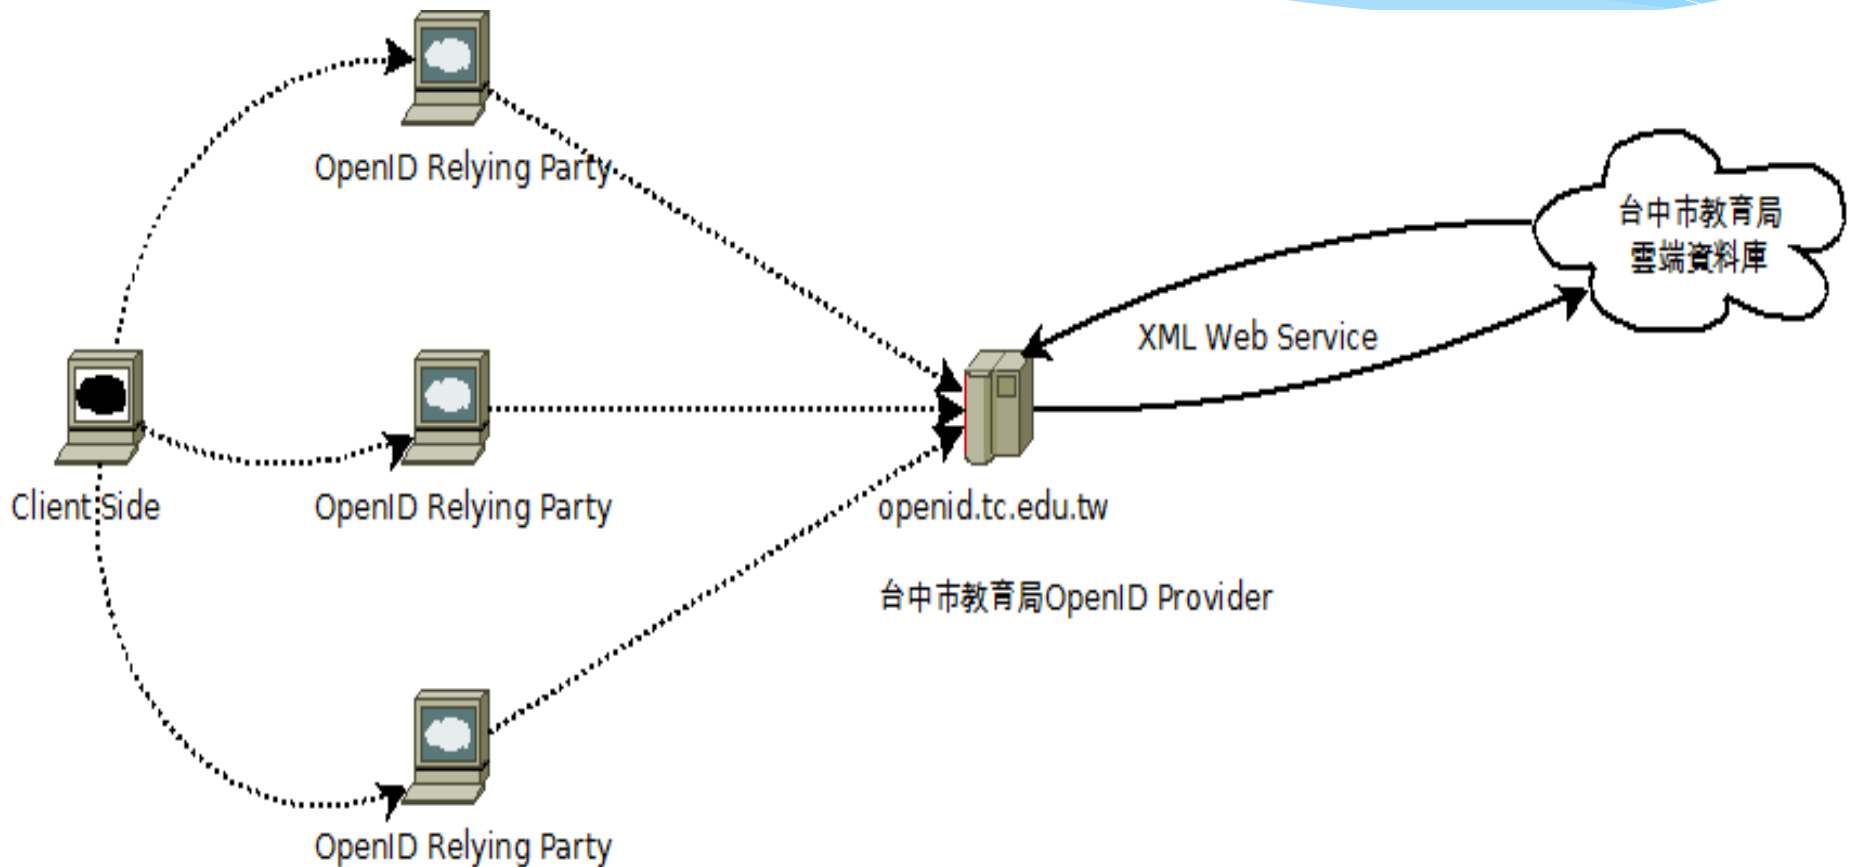 OpenID Relying Party
台中市教育局
雲端資料庫
XML Web Service
Client Side
OpenID Relying Party
openid.tc.edu.tw
台中市教育局OpenID Provider
OpenID Relying Party